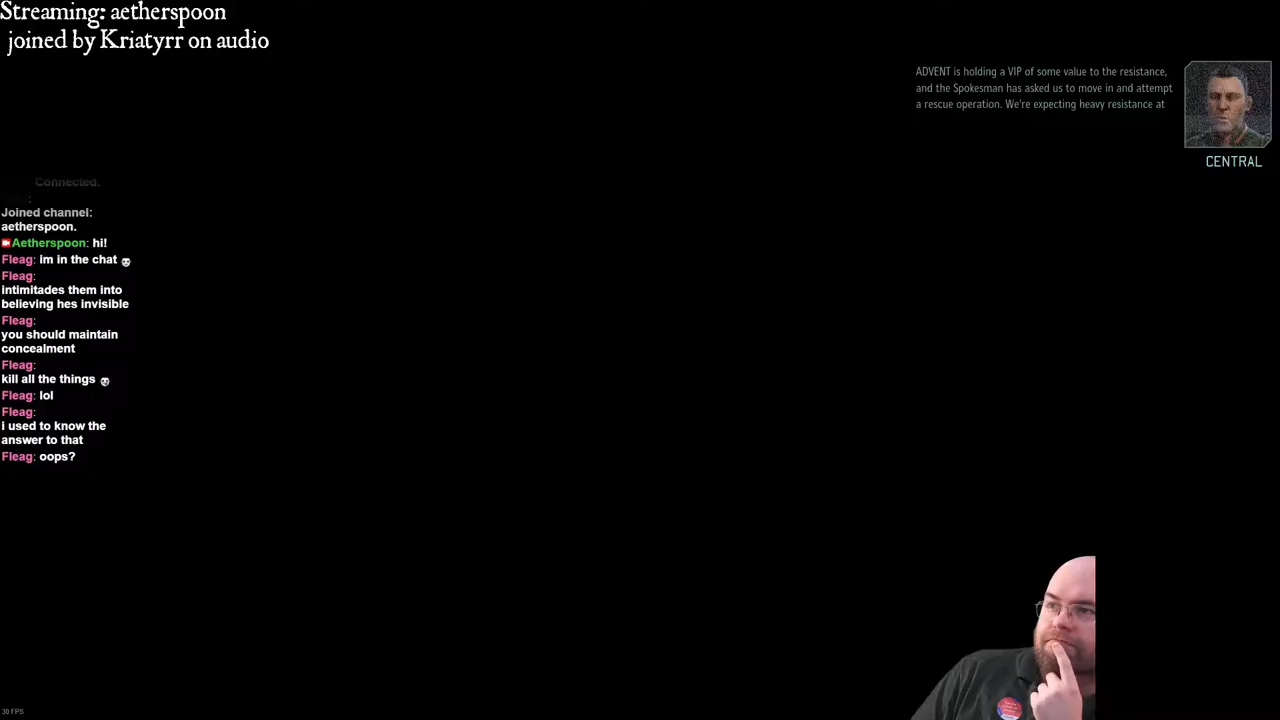 Streaming: aetherspoon
joined by Kriatyrr on audio
ADVENT is holding a VIP of some value to the resistance,
and the Spokesman has asked us to move in and attempt
a rescue operation. We're expecting heavy resistance at
CENTRAL
Connected.
:
Joined channel:
aetherspoon.
Aetherspoon: hi!
Fleag: im in the chat
Fleag:
intimitades them into
believing hes invisible
Fleag:
you should maintain
concealment
Fleag:
kill all the things
Fleag: lol
Fleag:
i used to know the
answer to that
Fleag: oops?
30 FPS